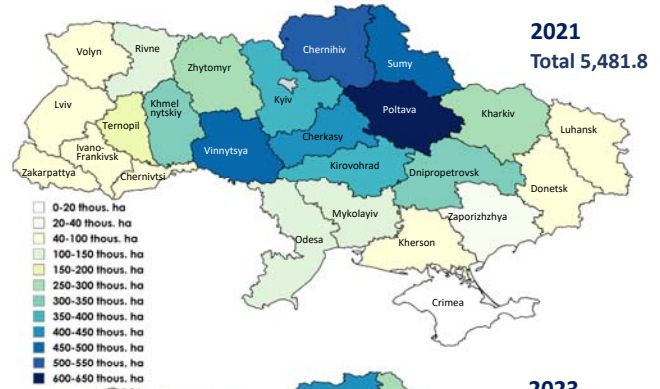 2021
Total 5,481.8
Chernihiv
Sumy
Volyn
Rivne
Zhytomyr
Kyiv
Poltava
Kharkiv
Lviv
Ternopil
Khmel
nytskiy
Vinnytsya
Cherkasy
Luhansk
Ivano-
Frankivsk
Zakarpattya
Chernivtsi
Kirovohrad
Dnipropetrovsk
Donetsk
Mykolayiv
Zaporizhzhya
Odesa
Kherson
Crimea
0-20 thous. ha
20-40 thous. ha
40-100 thous. ha
100-150 thous. ha
150-200 thous. ha
250-300 thous. ha
300-350 thous. ha
350-400 thous. ha
400-450 thous. ha
450-500 thous. ha
500-550 thous. ha
600-650 thous. ha
2023